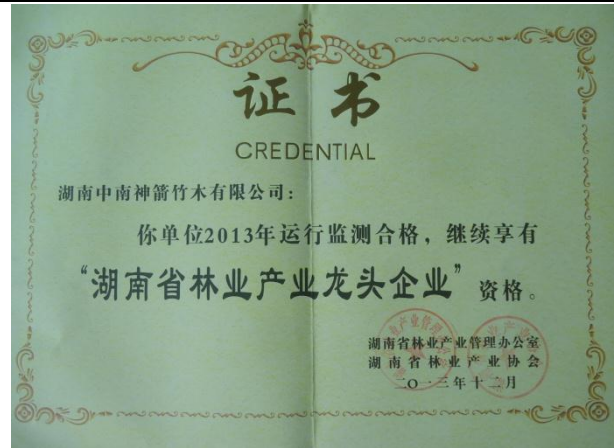 证书
CREDENTIAL
湖南中南神箭竹木有限公司：
你单位2013年运行监测合格，继续享有
“湖南省林业产业龙头企业”资格。
湖南省林业产业管理办公室
湖南省林业产业协会
二〇一三年十二月